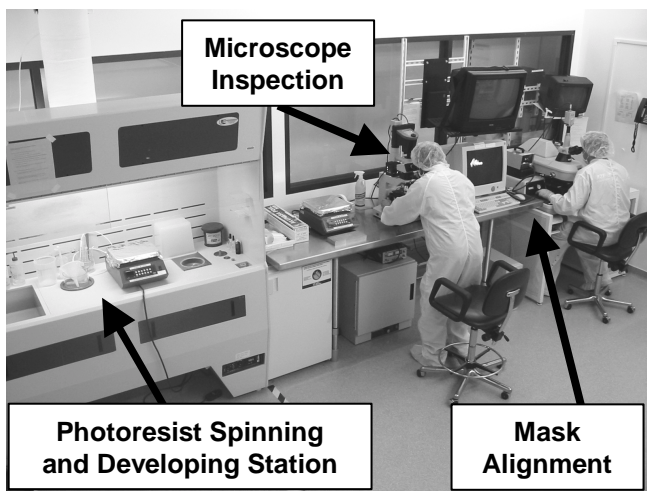 Microscope
Inspection
Photoresist Spinning
and Developing Station
Mask
Alignment